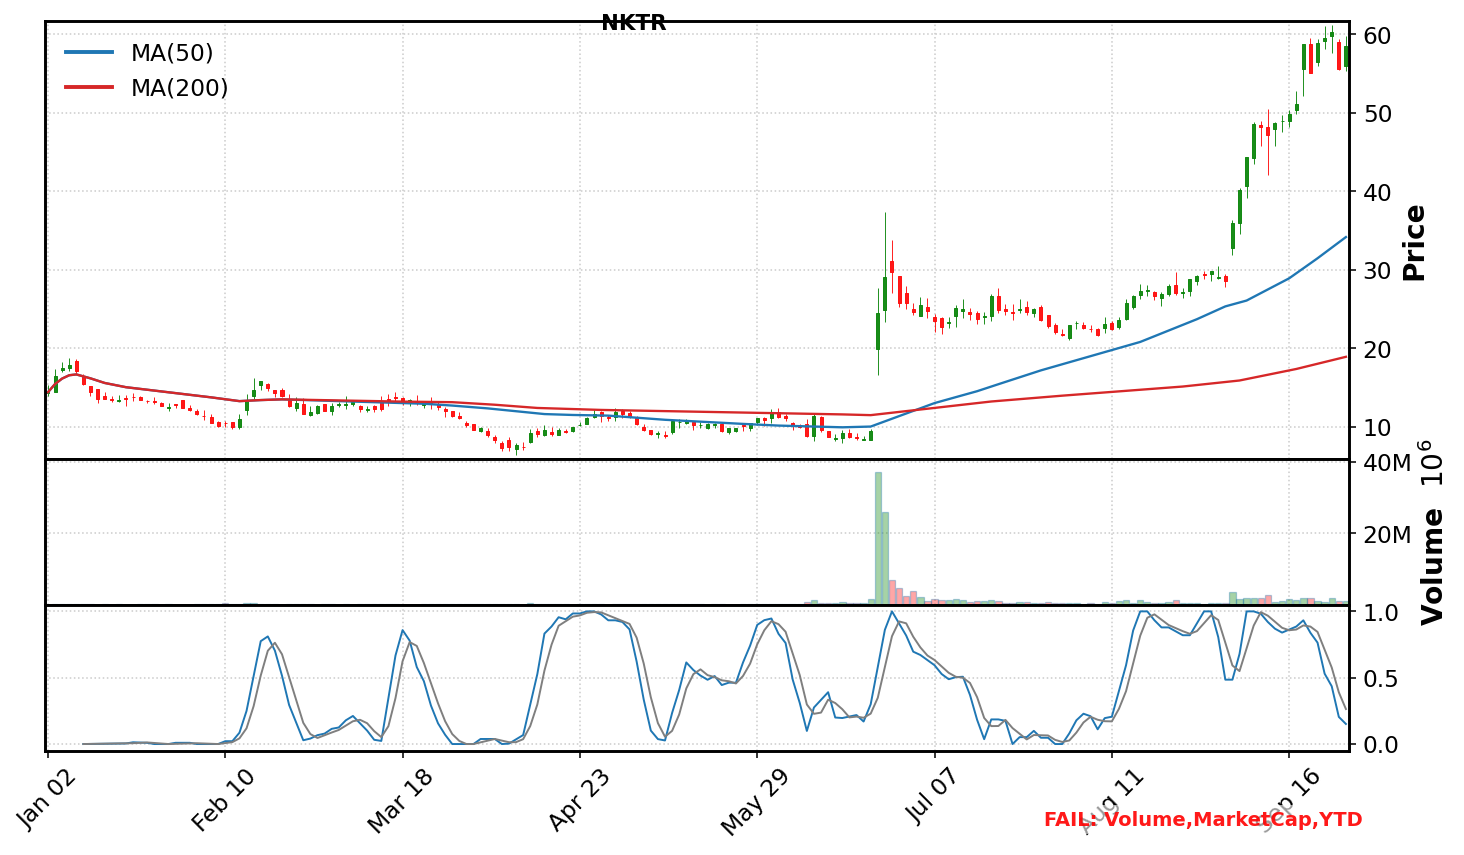 NKTR
MA(50)
MA(200)
60
50
40
30
20
10
Price
40M
20M
Volume 10^6
1.0
0.5
0.0
Jan 02
Feb 10
Mar 18
Apr 23
May 29
Jul 07
Aug 11
Sep 16
FAIL: Volume,MarketCap,YTD